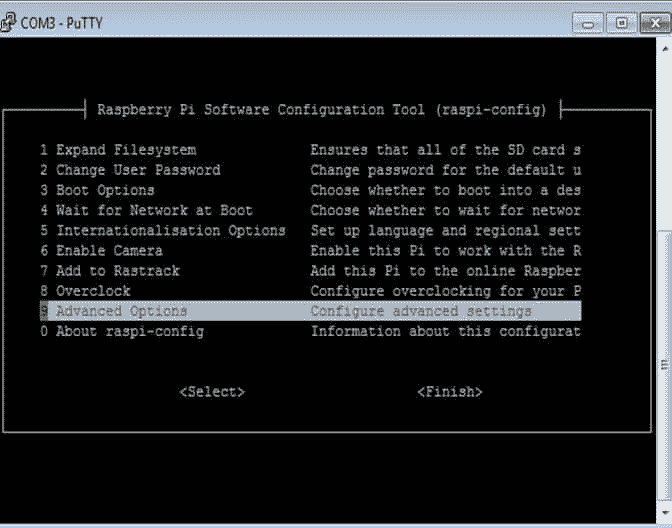 COM3 - PuTTY
Raspberry Pi Software Configuration Tool (raspi-config)
1 Expand Filesystem Ensures that all of the SD card s
2 Change User Password Change password for the default u
3 Boot Options Choose whether to boot into a des
4 Wait for Network at Boot Choose whether to wait for networ
5 Internationalisation Options Set up language and regional sett
6 Enable Camera Enable this Pi to work with the R
7 Add to Rastrack Add this Pi to the online Raspber
8 Overclock Configure overclocking for your P
9 Advanced Options Configure advanced settings
0 About raspi-config Information about this configurat
<Select> <Finish>